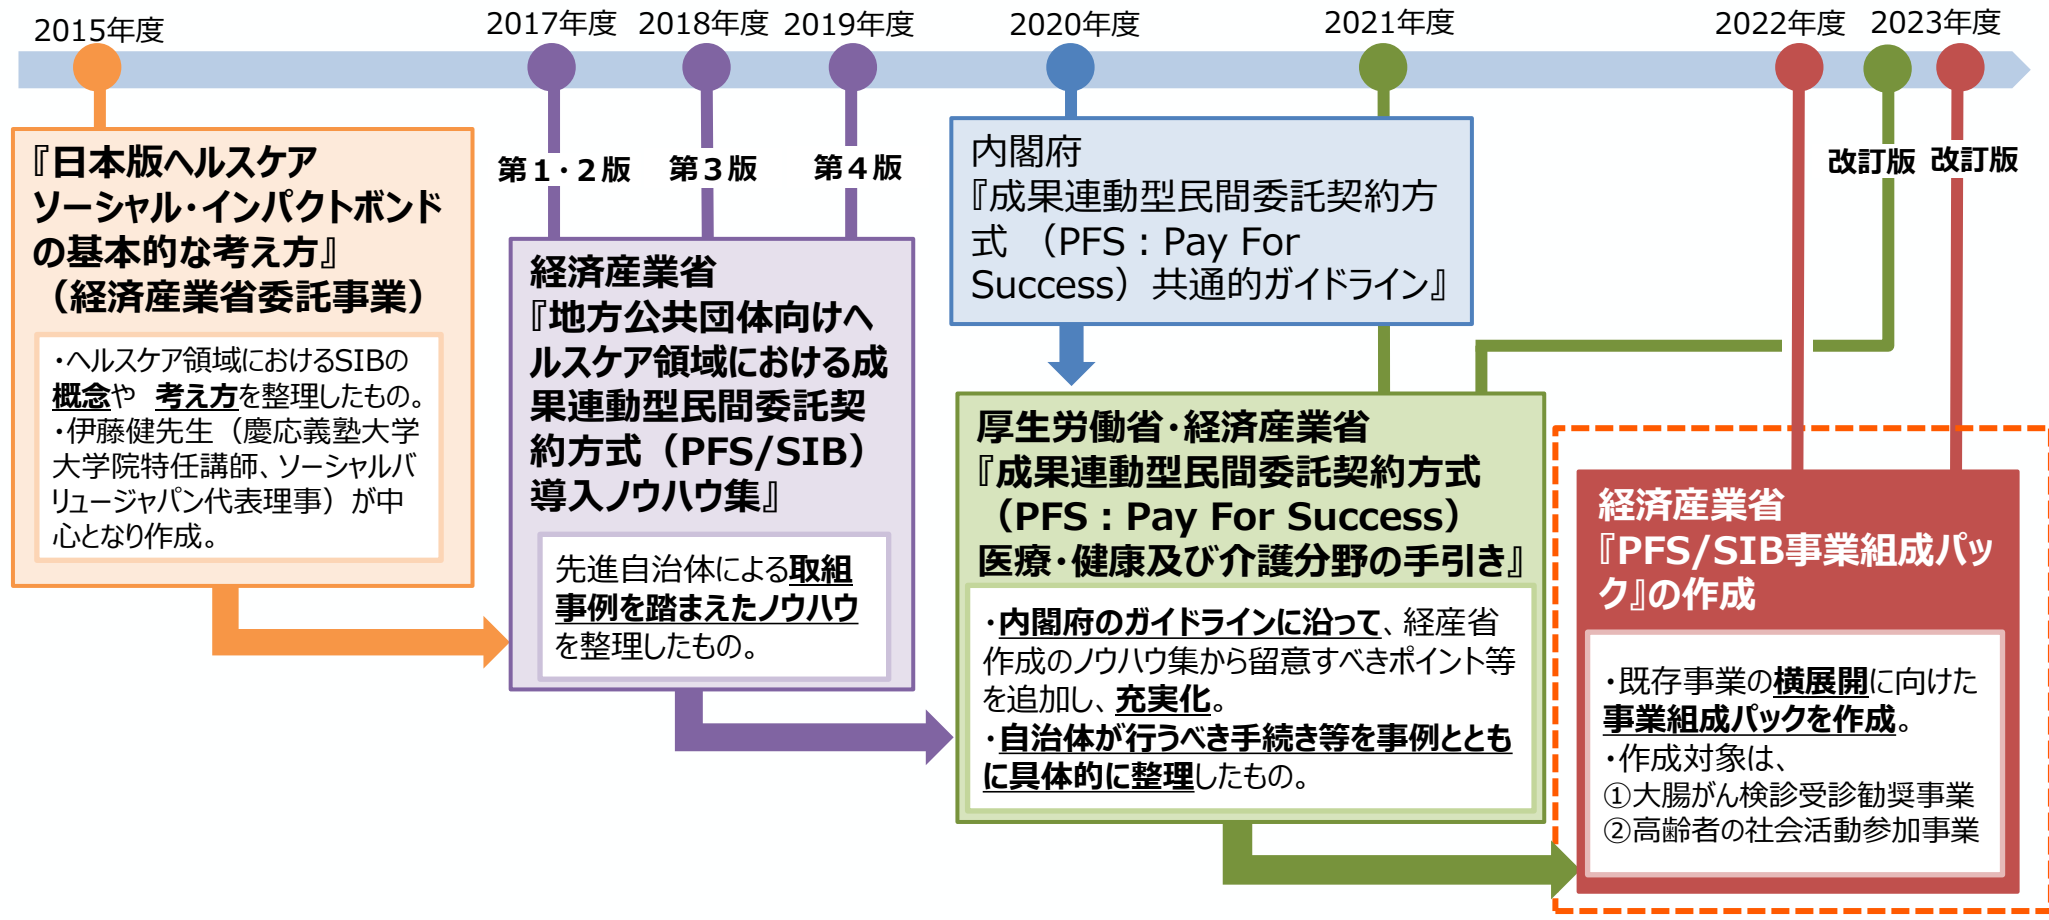 2015年度
2017年度
2018年度
2019年度
2020年度
2021年度
2022年度
2023年度
『日本版ヘルスケア
ソーシャル・インパクトボンド
の基本的な考え方』
（経済産業省委託事業）
・ヘルスケア領域におけるSIBの
概念や　考え方を整理したもの。
・伊藤健先生（慶応義塾大学
大学院特任講師、ソーシャルバ
リュージャパン代表理事）が中
心となり作成。
第１・２版
第３版
第４版
経済産業省
『地方公共団体向けヘ
ルスケア領域における成
果連動型民間委託契
約方式（PFS/SIB）
導入ノウハウ集』
先進自治体による取組
事例を踏まえたノウハウ
を整理したもの。
内閣府
『成果連動型民間委託契約方
式 （PFS：Pay For
Success）共通的ガイドライン』
厚生労働省・経済産業省
『成果連動型民間委託契約方式
（PFS：Pay For Success）
医療・健康及び介護分野の手引き』
・内閣府のガイドラインに沿って、経産省
作成のノウハウ集から留意すべきポイント等
を追加し、充実化。
・自治体が行うべき手続き等を事例ととも
に具体的に整理したもの。
改訂版
改訂版
経済産業省
『PFS/SIB事業組成パッ
ク』の作成
・既存事業の横展開に向けた
事業組成パックを作成。
・作成対象は、
①大腸がん検診受診勧奨事業
②高齢者の社会活動参加事業